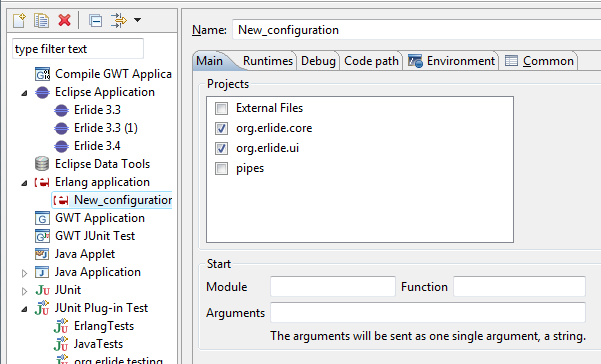 type filter text
Compile GWT Applica
Eclipse Application
Erlide 3.3
Erlide 3.3 (1)
Erlide 3.4
Eclipse Data Tools
Erlang application
New_configuration
GWT Application
GWT JUnit Test
Java Applet
Java Application
JUnit
JUnit Plug-in Test
ErlangTests
JavaTests
org.erlide.testing
Name: New_configuration
Main Runtimes Debug Code path Environment Common
Projects
External Files
org.erlide.core
org.erlide.ui
pipes
Start
Module Function
Arguments
The arguments will be sent as one single argument, a string.